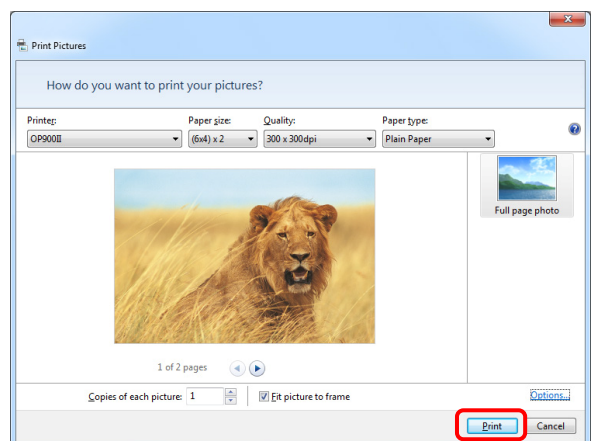 Print Pictures
How do you want to print your pictures?
Printer: Paper size: Quality: Paper type:
OP900II (6x4) x 2 300 x 300dpi Plain Paper
Full page photo
1 of 2 pages
Copies of each picture: 1 Fit picture to frame Options...
Print Cancel